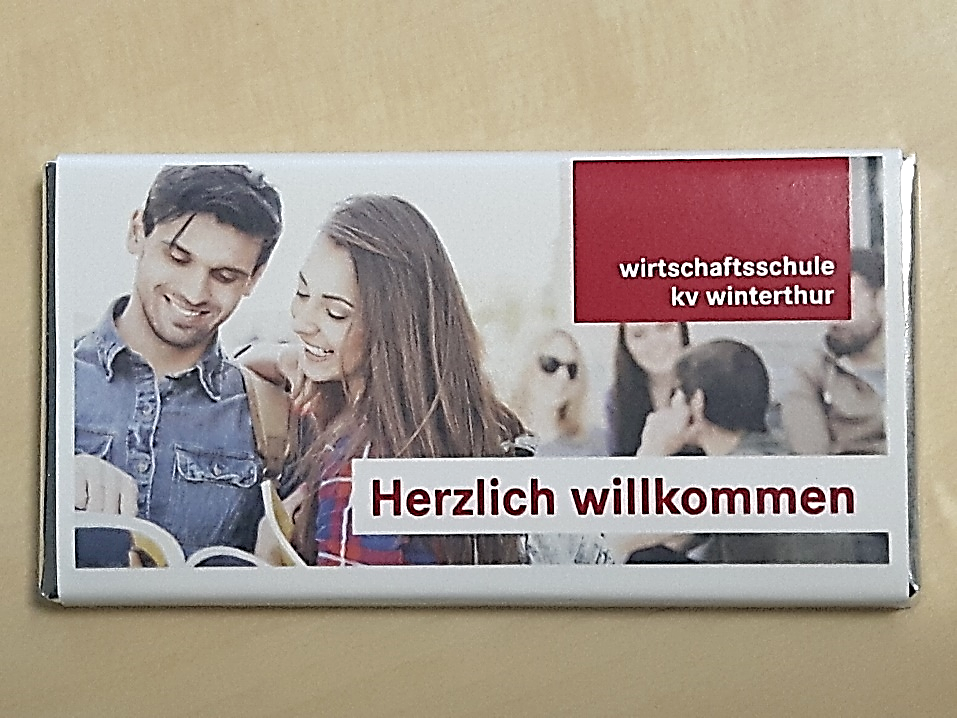 wirtschaftsschule
kv winterthur
Herzlich willkommen